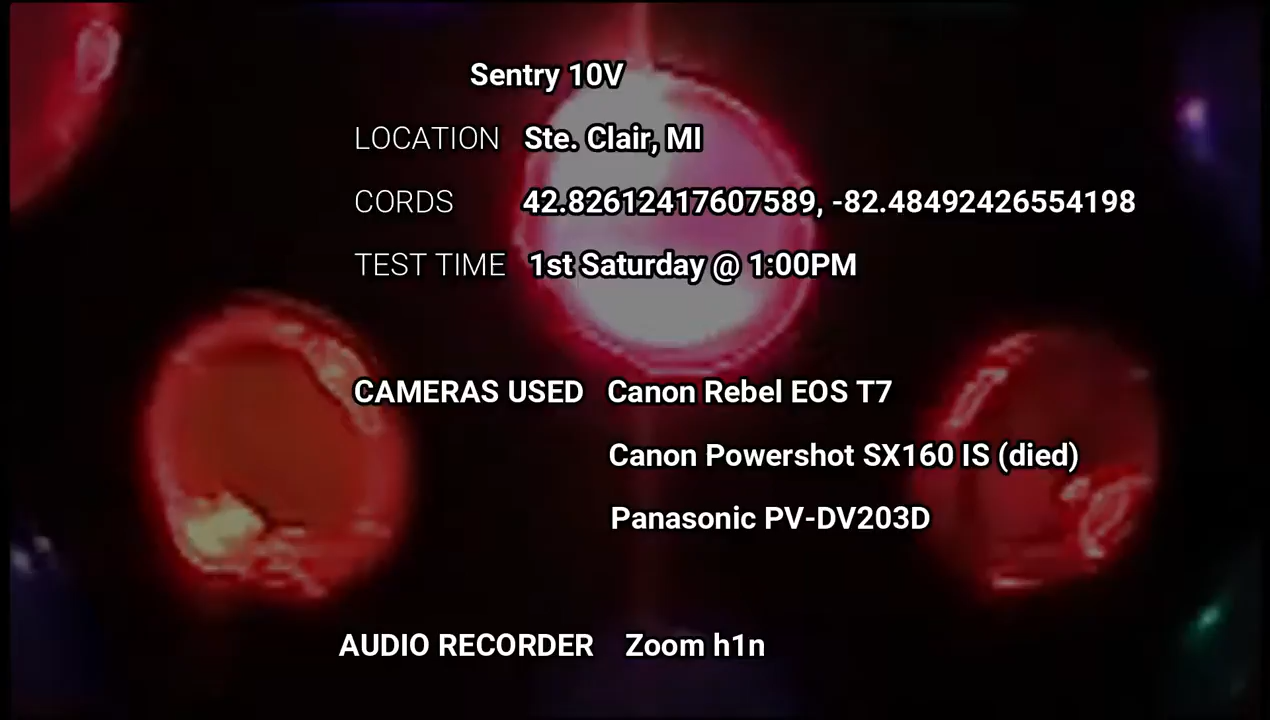 Sentry 10V
LOCATION Ste. Clair, MI
CORDS 42.82612417607589, -82.48492426554198
TEST TIME 1st Saturday @ 1:00PM
CAMERAS USED Canon Rebel EOS T7
Canon Powershot SX160 IS (died)
Panasonic PV-DV203D
AUDIO RECORDER Zoom h1n